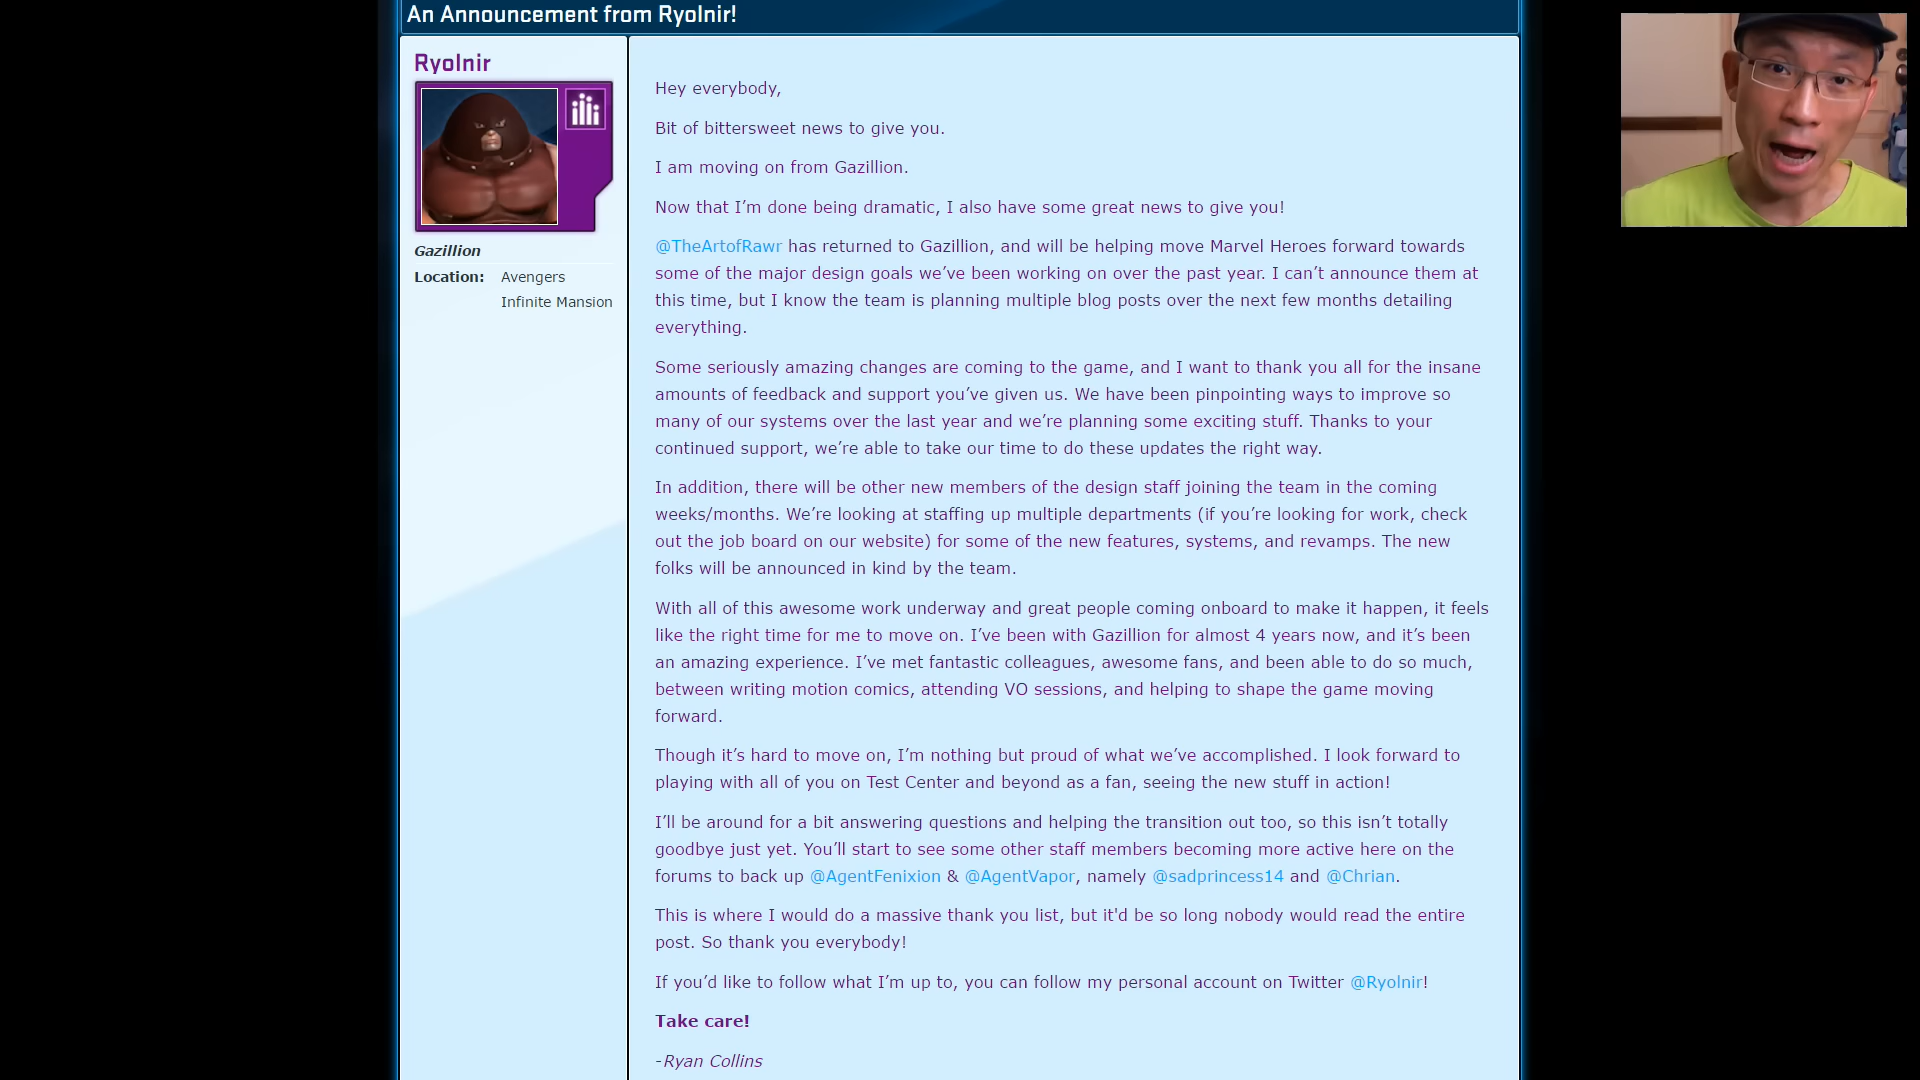 An Announcement from Ryolnir!
Ryolnir
Gazillion
Location: Avengers
Infinite Mansion
Hey everybody,
Bit of bittersweet news to give you.
I am moving on from Gazillion.
Now that I’m done being dramatic, I also have some great news to give you!
@TheArtofRawr has returned to Gazillion, and will be helping move Marvel Heroes forward towards
some of the major design goals we’ve been working on over the past year. I can’t announce them at
this time, but I know the team is planning multiple blog posts over the next few months detailing
everything.
Some seriously amazing changes are coming to the game, and I want to thank you all for the insane
amounts of feedback and support you’ve given us. We have been pinpointing ways to improve so
many of our systems over the last year and we’re planning some exciting stuff. Thanks to your
continued support, we’re able to take our time to do these updates the right way.
In addition, there will be other new members of the design staff joining the team in the coming
weeks/months. We’re looking at staffing up multiple departments (if you’re looking for work, check
out the job board on our website) for some of the new features, systems, and revamps. The new
folks will be announced in kind by the team.
With all of this awesome work underway and great people coming onboard to make it happen, it feels
like the right time for me to move on. I’ve been with Gazillion for almost 4 years now, and it’s been
an amazing experience. I’ve met fantastic colleagues, awesome fans, and been able to do so much,
between writing motion comics, attending VO sessions, and helping to shape the game moving
forward.
Though it’s hard to move on, I’m nothing but proud of what we’ve accomplished. I look forward to
playing with all of you on Test Center and beyond as a fan, seeing the new stuff in action!
I’ll be around for a bit answering questions and helping the transition out too, so this isn’t totally
goodbye just yet. You’ll start to see some other staff members becoming more active here on the
forums to back up @AgentFenixion & @AgentVapor, namely @sadprincess14 and @Chrian.
This is where I would do a massive thank you list, but it'd be so long nobody would read the entire
post. So thank you everybody!
If you’d like to follow what I’m up to, you can follow my personal account on Twitter @Ryolnir!
Take care!
-Ryan Collins